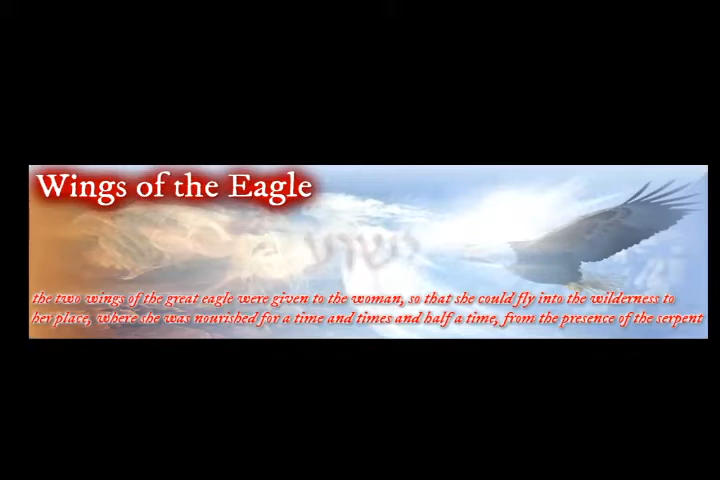 Wings of the Eagle
ישוע
the two wings of the great eagle were given to the woman, so that she could fly into the wilderness to
her place, where she was nourished for a time and times and half a time, from the presence of the serpent